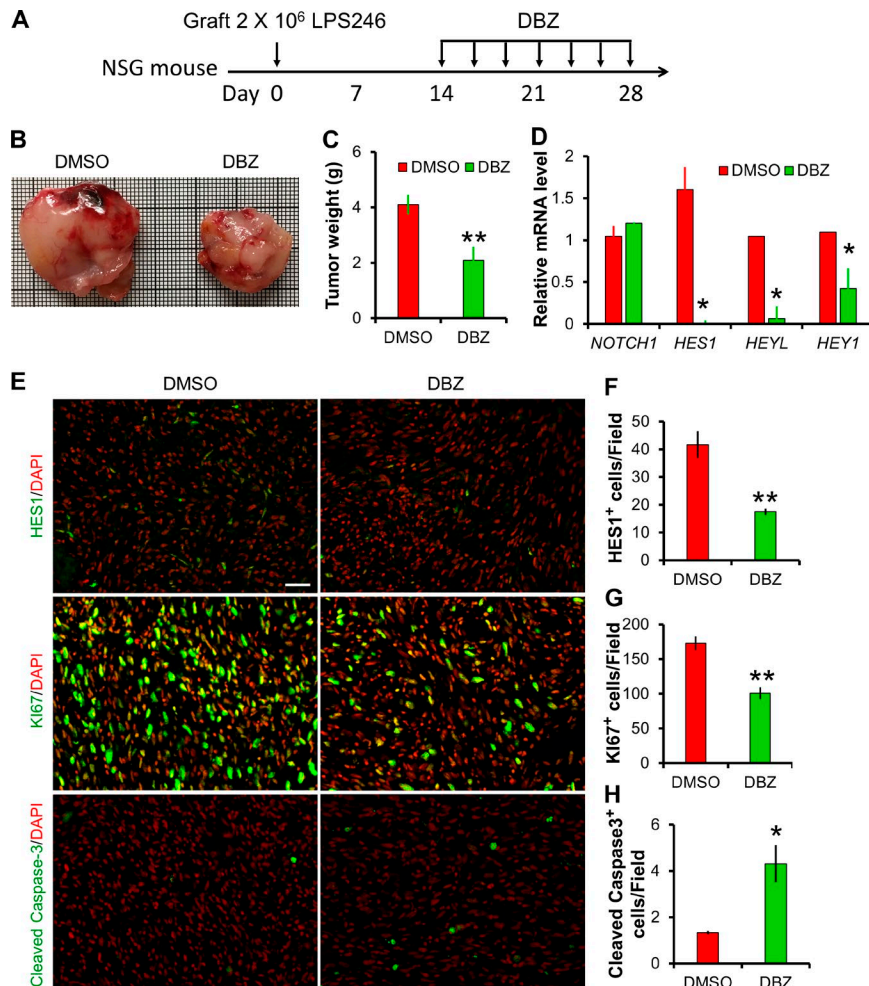 A
Graft 2 X 10⁶ LPS246
DBZ
NSG mouse
Day 0 7 14 21 28
B
DMSO DBZ
C
DMSO DBZ
Tumor weight (g)
6
4
2
0
**
DMSO DBZ
D
DMSO DBZ
Relative mRNA level
2
1.5
1
0.5
0
* * *
NOTCH1 HES1 HEYL HEY1
E
DMSO DBZ
HES1/DAPI
KI67/DAPI
Cleaved Caspase-3/DAPI
F
HES1⁺ cells/Field
50
40
30
20
10
0
**
DMSO DBZ
G
KI67⁺ cells/Field
200
150
100
50
0
**
DMSO DBZ
H
Cleaved Caspase3⁺
cells/Field
6
4
2
0
*
DMSO DBZ